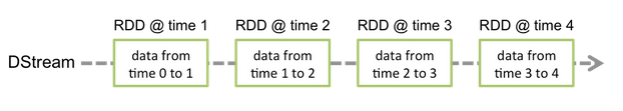 RDD @ time 1 RDD @ time 2 RDD @ time 3 RDD @ time 4
DStream
data from
time 0 to 1
data from
time 1 to 2
data from
time 2 to 3
data from
time 3 to 4